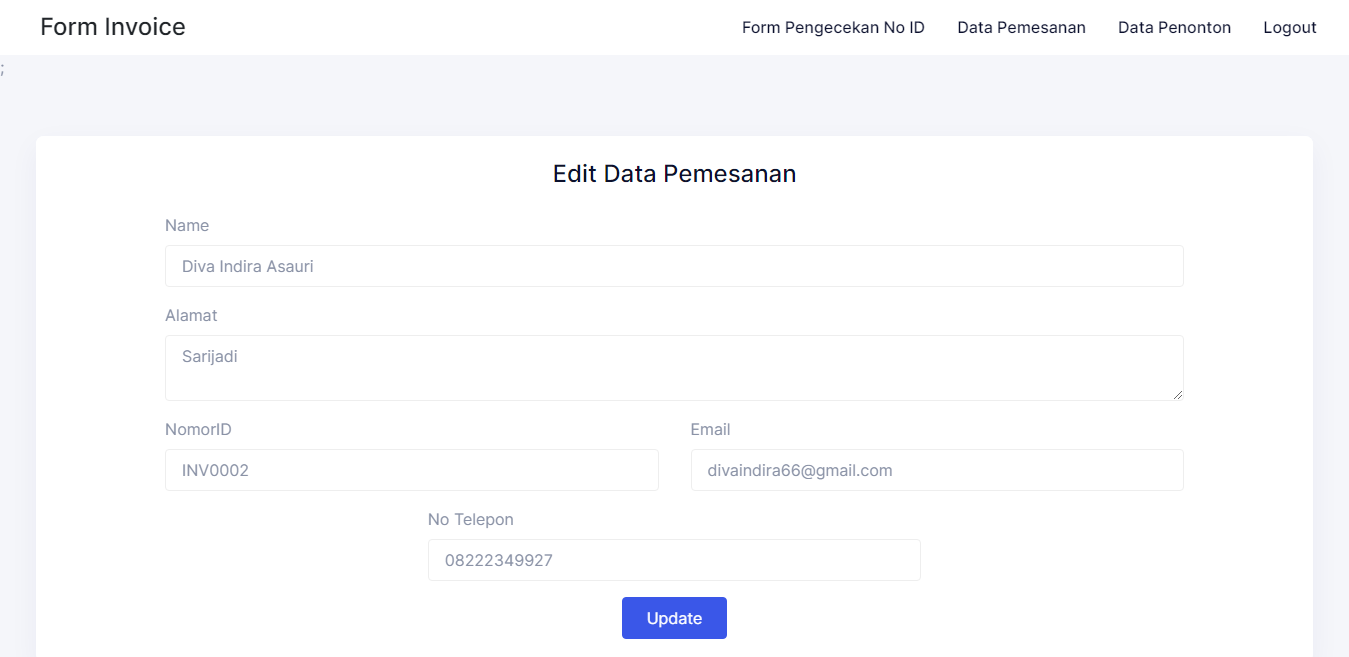 Form Invoice
Form Pengecekan No ID Data Pemesanan Data Penonton Logout
;
Edit Data Pemesanan
Name
Diva Indira Asauri
Alamat
Sarijadi
NomorID Email
INV0002 divaindira66@gmail.com
No Telepon
08222349927
Update